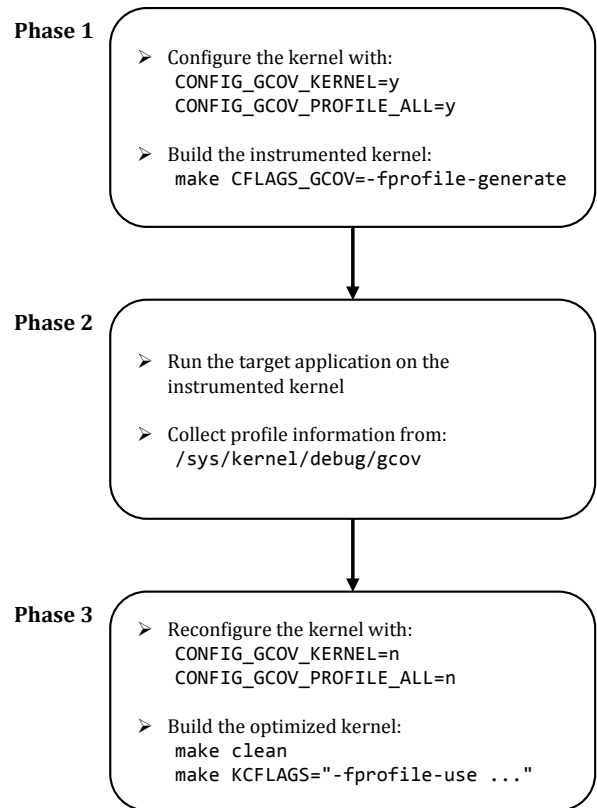 Phase 1
➢ Configure the kernel with:
CONFIG_GCOV_KERNEL=y
CONFIG_GCOV_PROFILE_ALL=y
➢ Build the instrumented kernel:
make CFLAGS_GCOV=-fprofile-generate
Phase 2
➢ Run the target application on the
instrumented kernel
➢ Collect profile information from:
/sys/kernel/debug/gcov
Phase 3
➢ Reconfigure the kernel with:
CONFIG_GCOV_KERNEL=n
CONFIG_GCOV_PROFILE_ALL=n
➢ Build the optimized kernel:
make clean
make KCFLAGS="-fprofile-use ..."